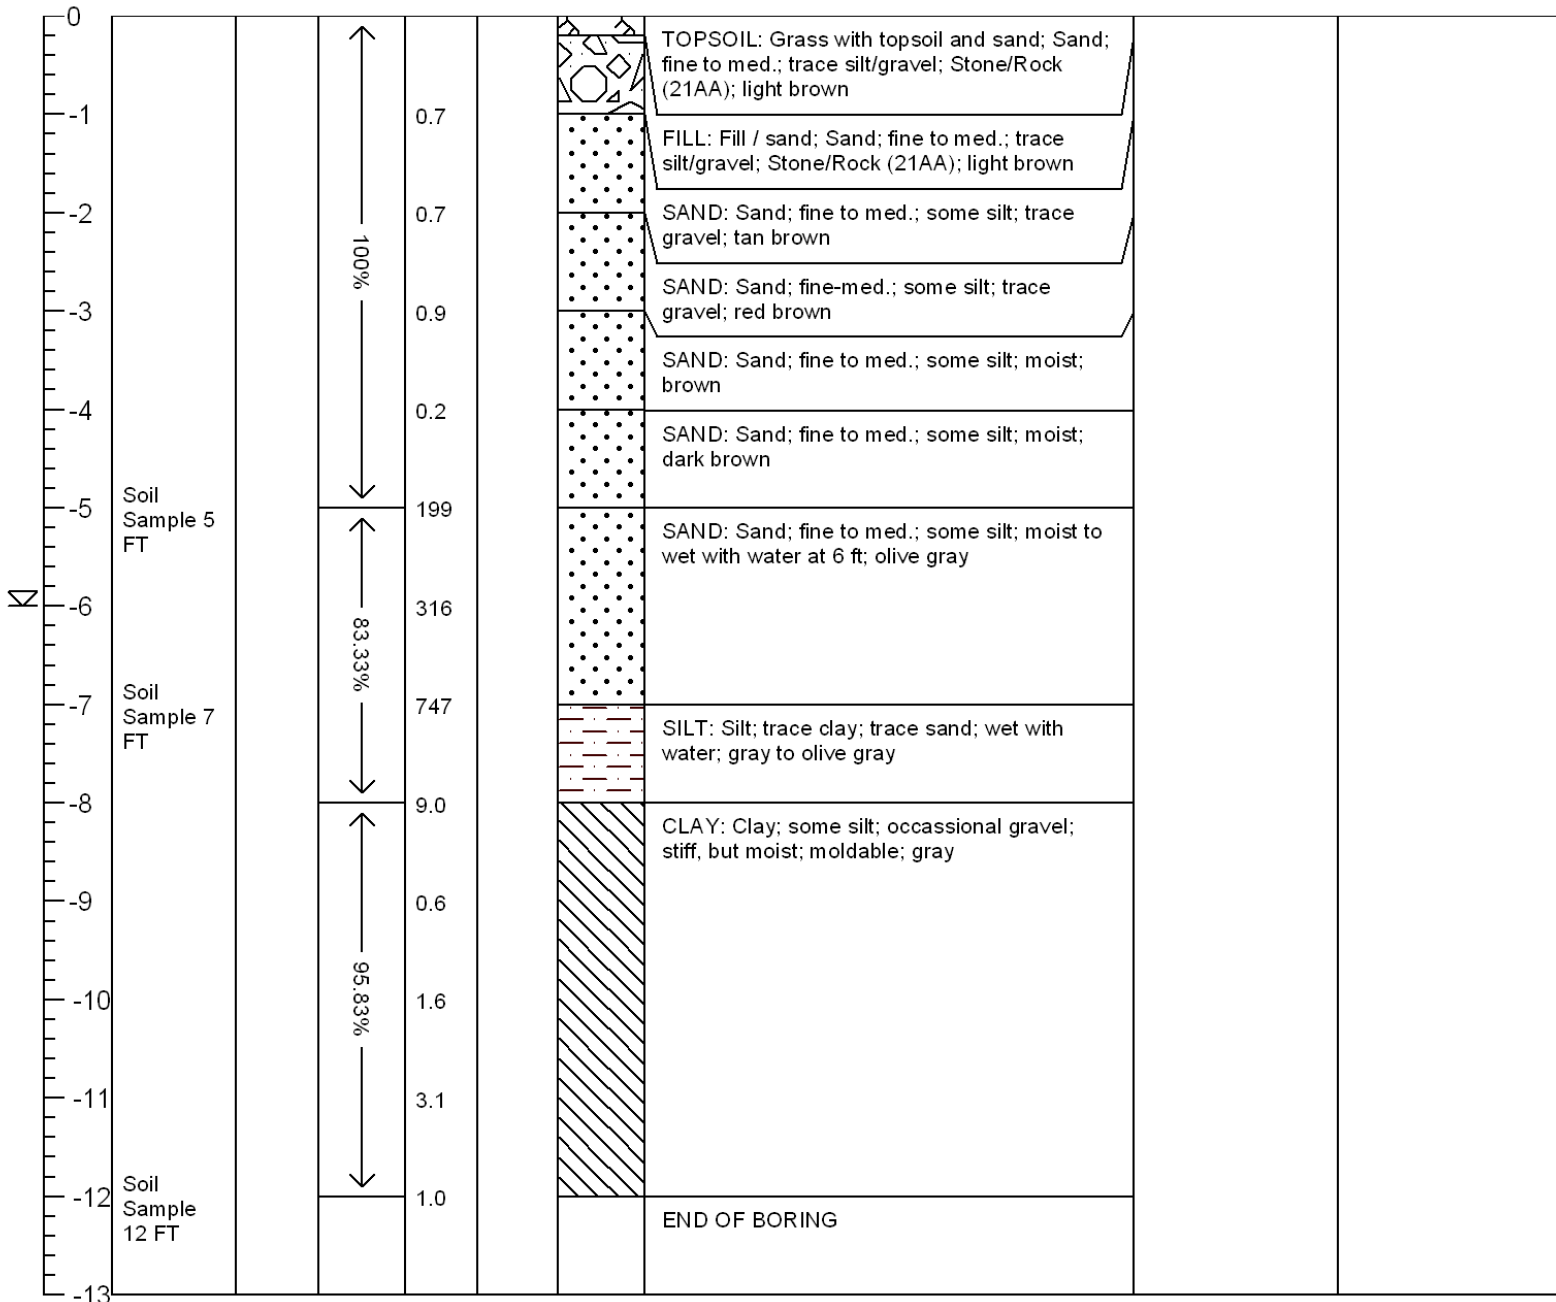 0
TOPSOIL: Grass with topsoil and sand; Sand;
fine to med.; trace silt/gravel; Stone/Rock
(21AA); light brown
-1
0.7
FILL: Fill / sand; Sand; fine to med.; trace
silt/gravel; Stone/Rock (21AA); light brown
-2
0.7
SAND: Sand; fine to med.; some silt; trace
gravel; tan brown
100%
SAND: Sand; fine-med.; some silt; trace
gravel; red brown
-3
0.9
SAND: Sand; fine to med.; some silt; moist;
brown
-4
0.2
SAND: Sand; fine to med.; some silt; moist;
dark brown
Soil
Sample 5
FT
-5
199
SAND: Sand; fine to med.; some silt; moist to
wet with water at 6 ft; olive gray
-6
316
83.33%
Soil
Sample 7
FT
-7
747
SILT: Silt; trace clay; trace sand; wet with
water; gray to olive gray
-8
9.0
CLAY: Clay; some silt; occassional gravel;
stiff, but moist; moldable; gray
-9
0.6
95.83%
-10
1.6
-11
3.1
Soil
Sample
12 FT
-12
1.0
END OF BORING
-13